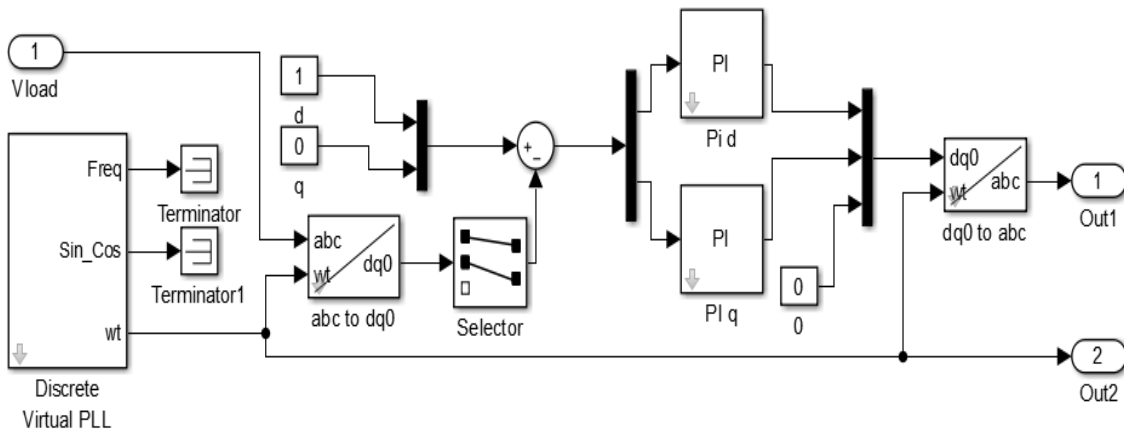 1
Vload
Freq
Sin_Cos
wt
Discrete
Virtual PLL
Terminator
Terminator1
1
d
0
q
abc
wt
dq0
abc to dq0
Selector
+
-
PI
Pi d
PI
PI q
0
0
dq0
wt
abc
dq0 to abc
1
Out1
2
Out2